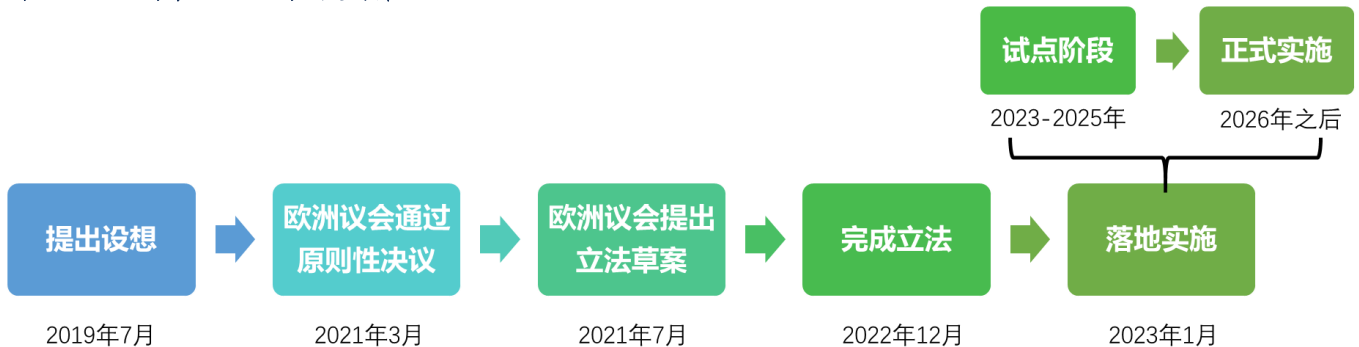 试点阶段
正式实施
2023-2025年
2026年之后
提出设想
欧洲议会通过
原则性决议
欧洲议会提出
立法草案
完成立法
落地实施
2019年7月
2021年3月
2021年7月
2022年12月
2023年1月